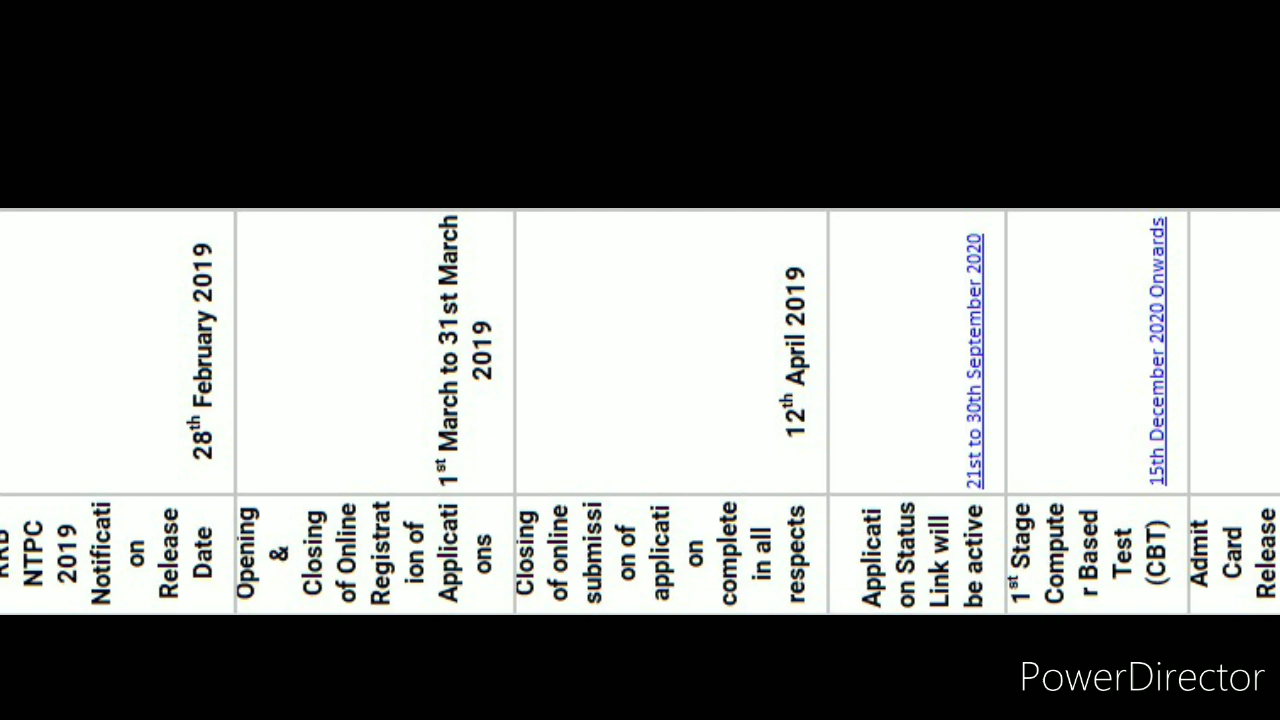 NTPC
2019
Notificati
on
Release
Date
28th February 2019
Opening
&
Closing
of Online
Registrat
ion of
Applicati
ons
1st March to 31st March
2019
Closing
of online
submissi
on of
applicati
on
complete
in all
respects
12th April 2019
Applicati
on Status
Link will
be active
21st to 30th September 2020
1st Stage
Compute
r Based
Test
(CBT)
15th December 2020 Onwards
Admit
Card
Release
PowerDirector